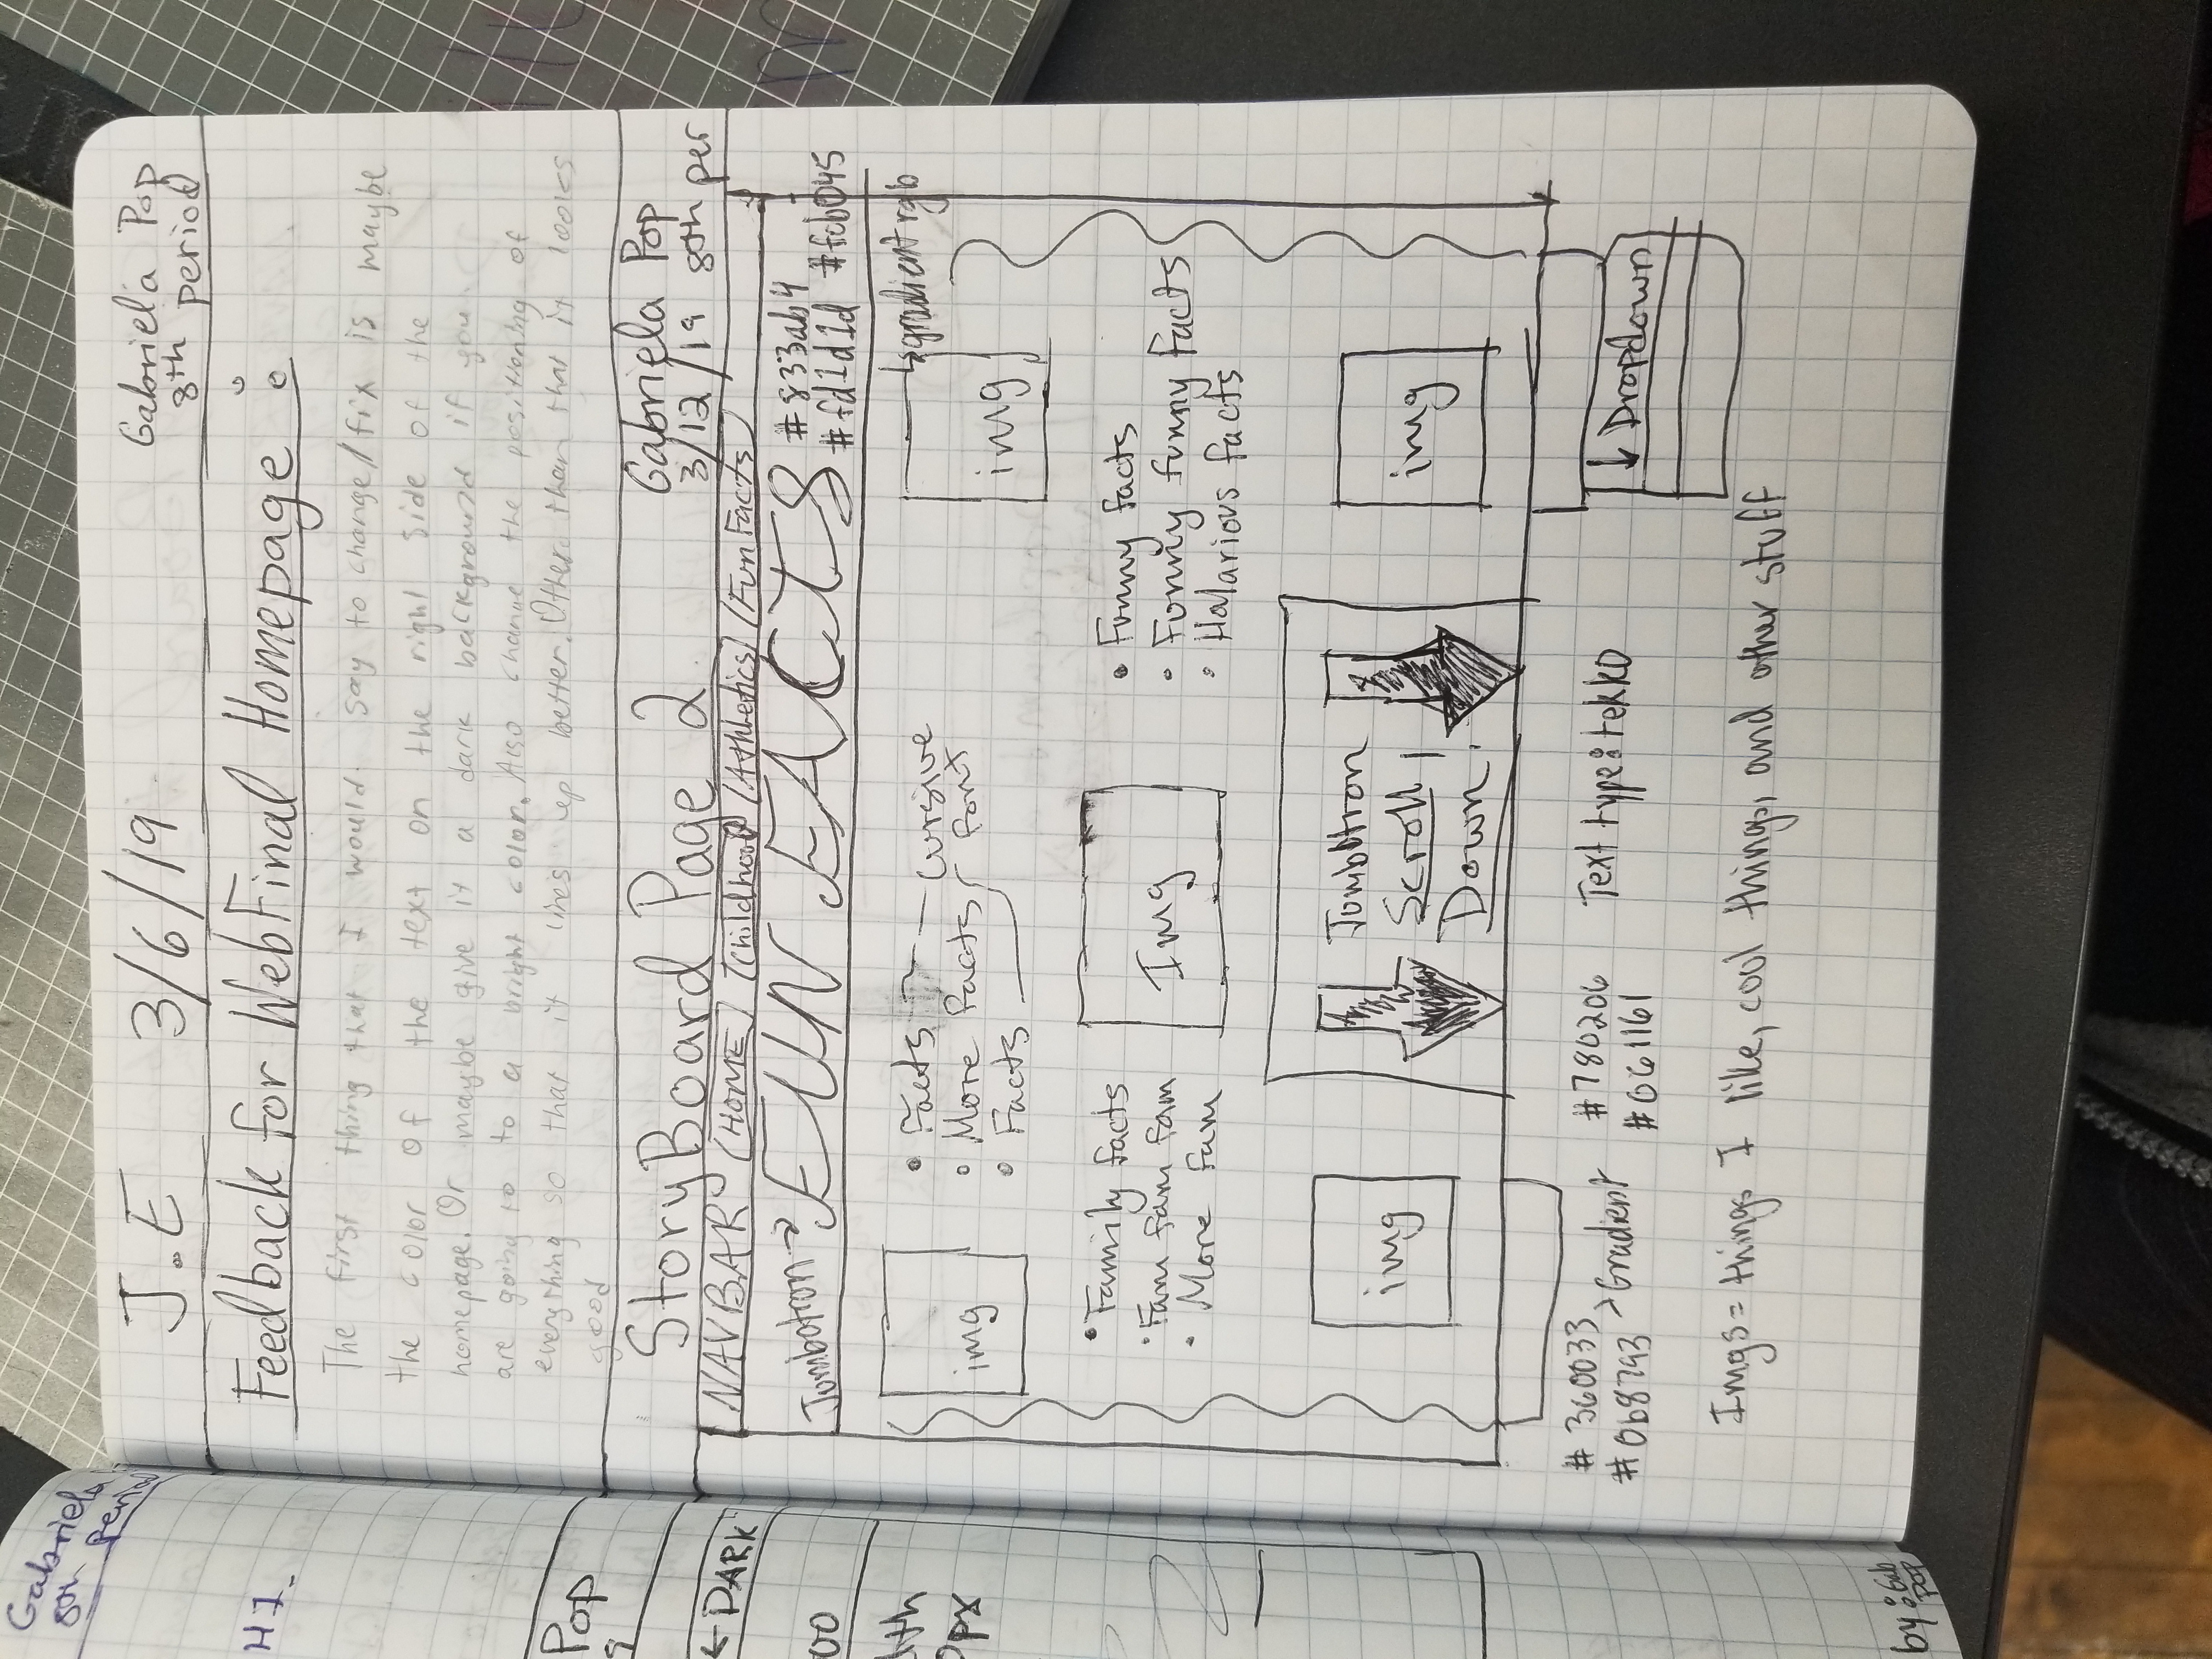 Gabriela
8th period
HI
Pop
9
← DARK
00
px
by: Gab
Pop
J.E 3/6/19 Gabriela Pop
8th period
Feedback for WebFinal Homepage:
The first thing that I would say to change/fix is maybe
the color of the text on the right side of the
homepage. Or maybe give it a dark background if you
are going to to a bright color. Also change the positioning of
everything so that it lines up better. Other than that it looks
good
StoryBoard Page 2 Gabriela Pop
3/12/19 8th per
NAVBAR HOME Childhood Athletics Fun Facts
Jumbotron → FUN FACTS #833ab4
#fd1d1d #fcb045
gradient rgb
img
• Facts
• More Facts
• Facts
cursive
font
img
• Family facts
• Fam fam fam
• More fam
Img
• Funny facts
• Funny funny facts
• Halarious facts
img
Jumbotron
Scroll
Down!
img
#360033
#0b8793 > Gradient
#780206
#061161
Text type: tekko
↓ Dropdown
Imgs = things I like, cool things, and other stuff